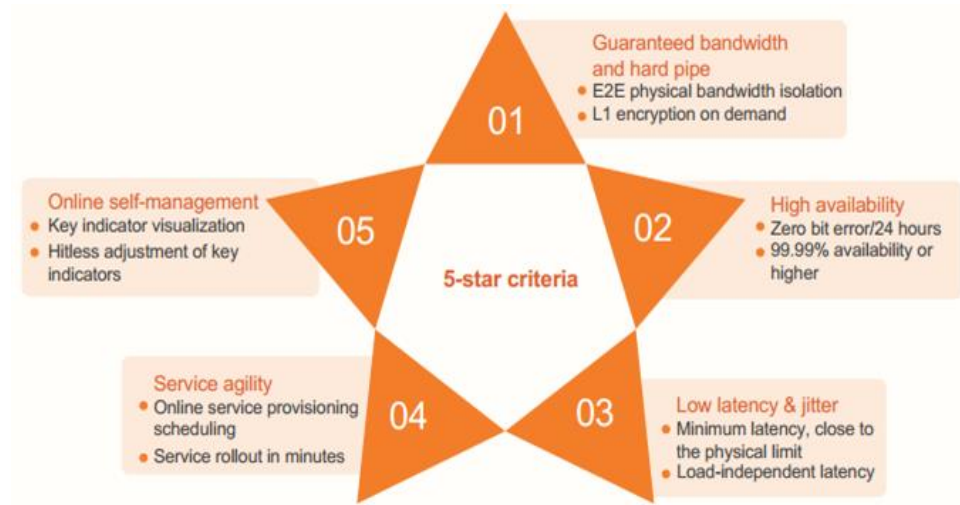 Guaranteed bandwidth
and hard pipe
E2E physical bandwidth isolation
L1 encryption on demand
01
High availability
Zero bit error/24 hours
99.99% availability or
higher
02
Low latency & jitter
Minimum latency, close to
the physical limit
Load-independent latency
03
Service agility
Online service provisioning
scheduling
Service rollout in minutes
04
Online self-management
Key indicator visualization
Hitless adjustment of key
indicators
05
5-star criteria